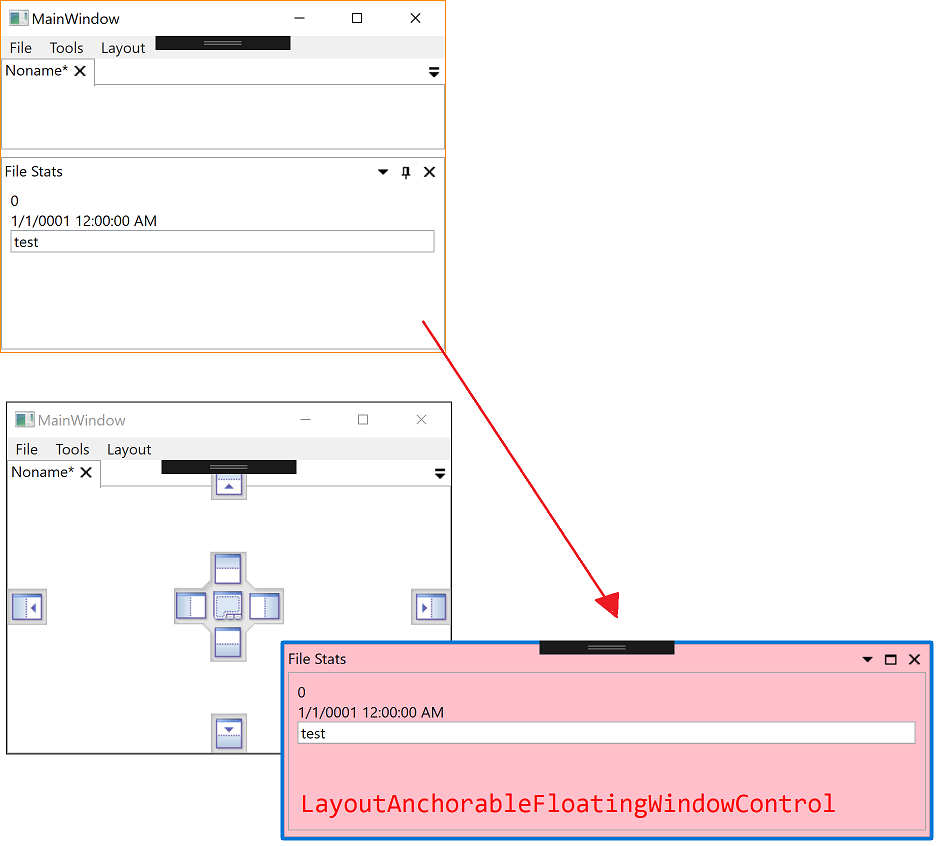 MainWindow
File Tools Layout
Noname*
File Stats
0
1/1/0001 12:00:00 AM
test
MainWindow
File Tools Layout
Noname*
File Stats
0
1/1/0001 12:00:00 AM
test
LayoutAnchorableFloatingWindowControl